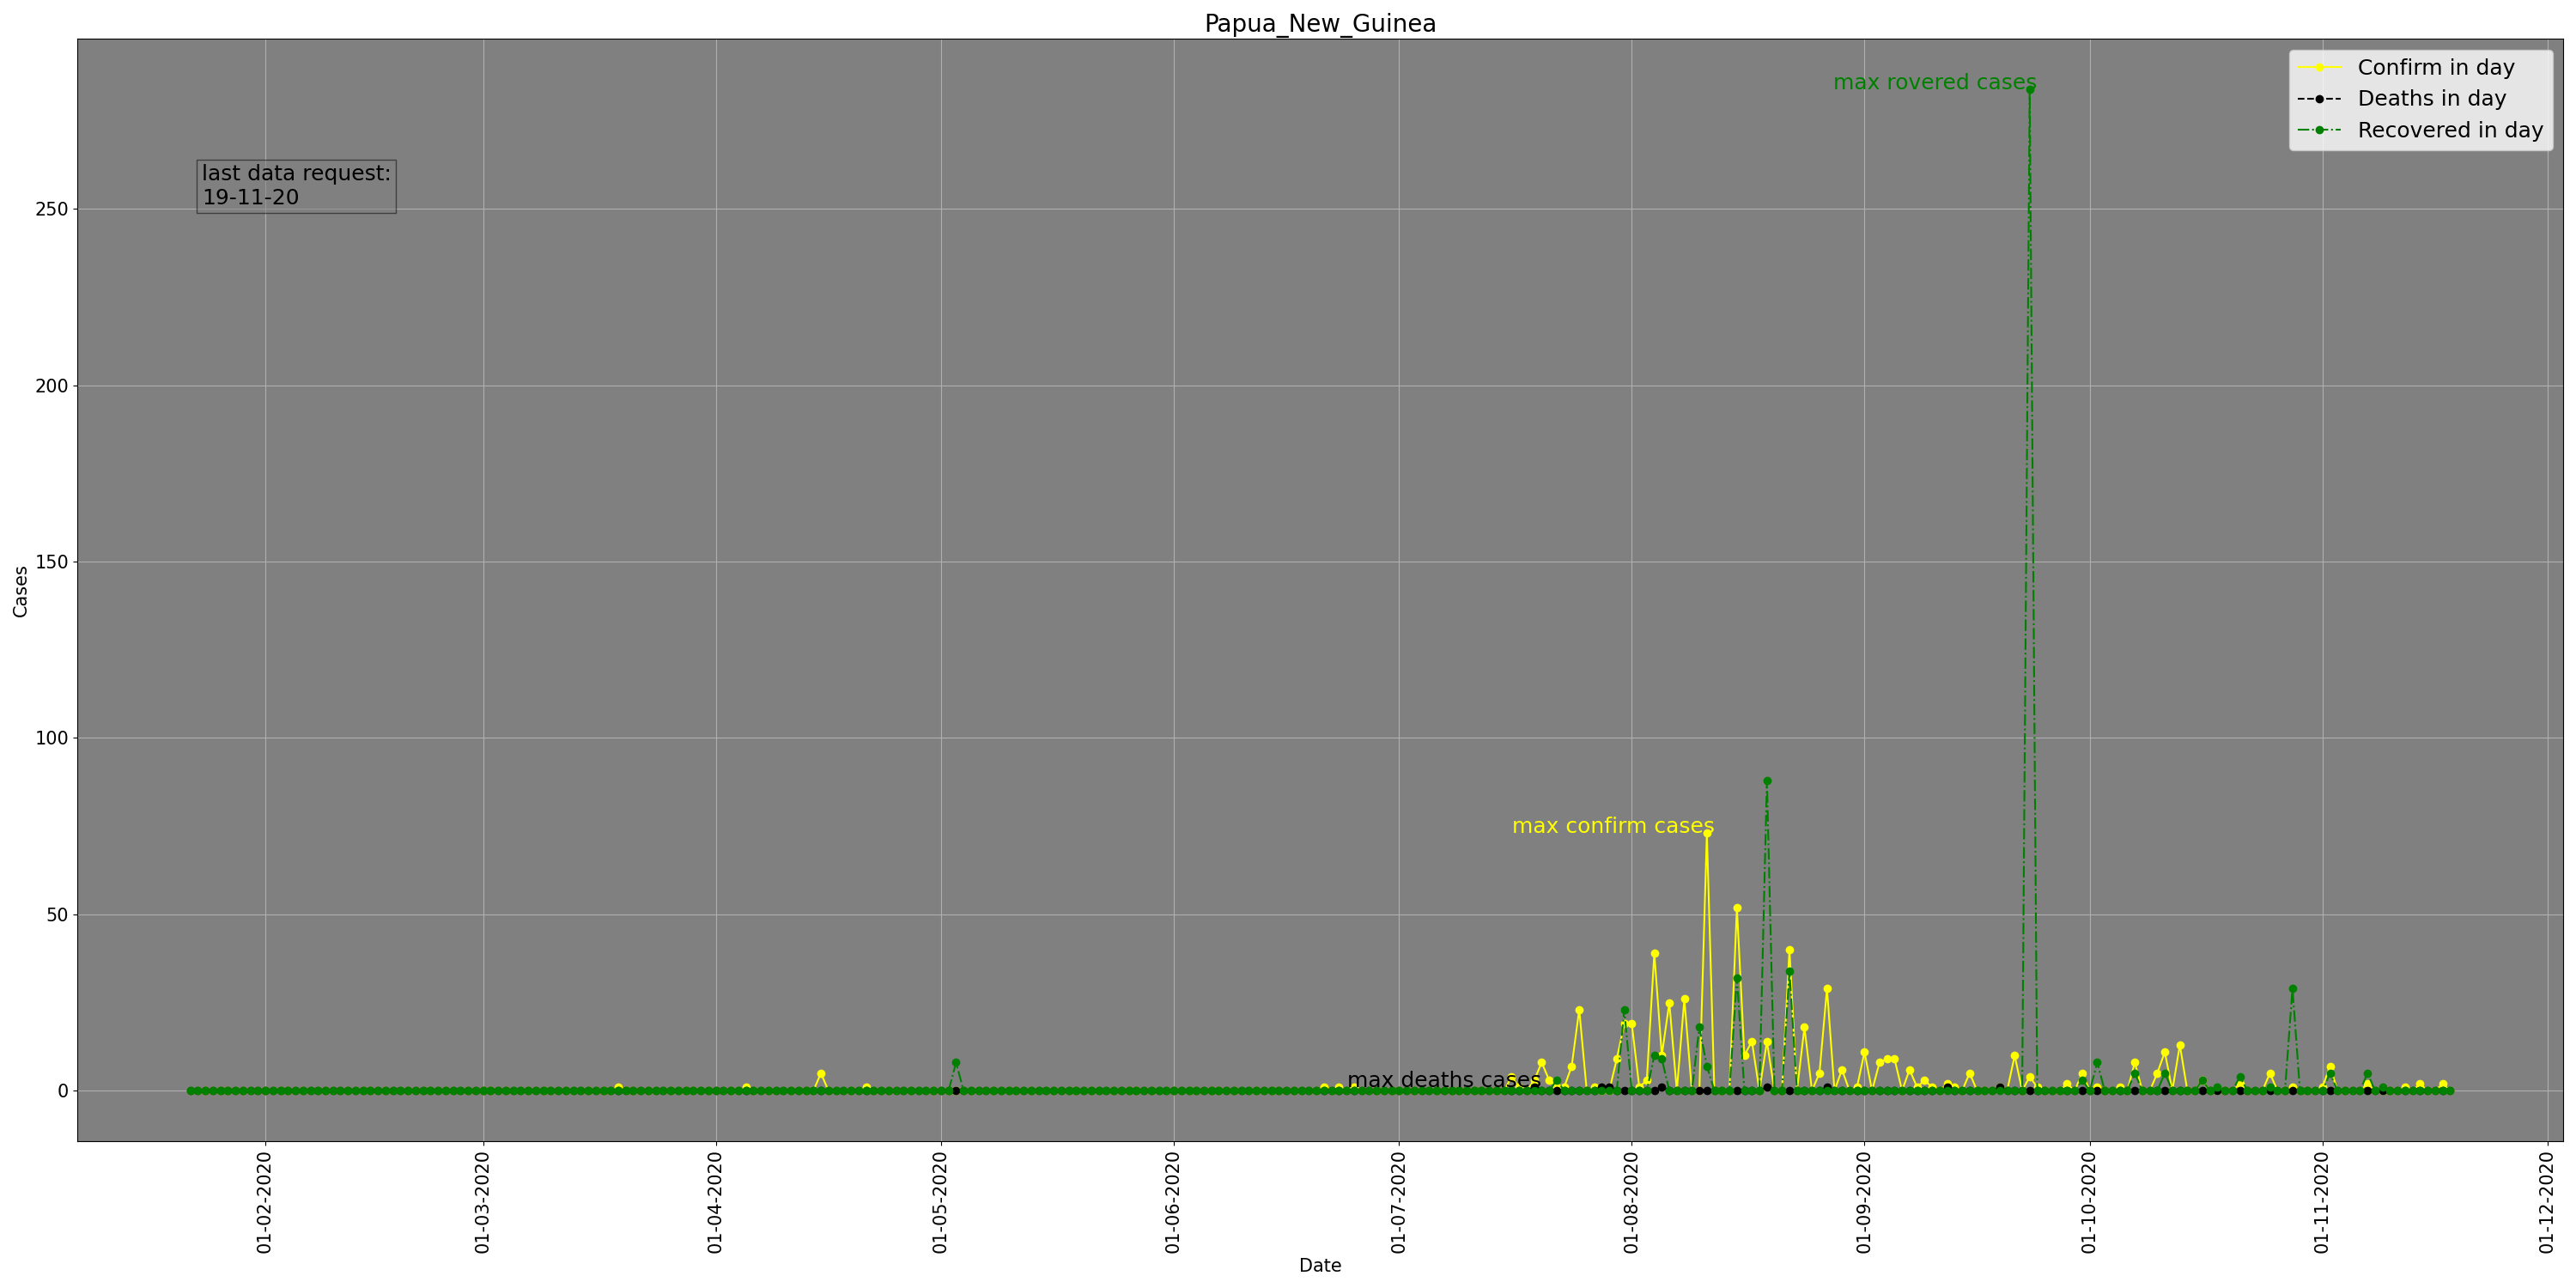 Papua_New_Guinea
max rovered cases
Confirm in day
Deaths in day
Recovered in day
last data request:
19-11-20
250
200
150
100
50
0
Cases
max confirm cases
max deaths cases
01-02-2020
01-03-2020
01-04-2020
01-05-2020
01-06-2020
01-07-2020
01-08-2020
01-09-2020
01-10-2020
01-11-2020
01-12-2020
Date